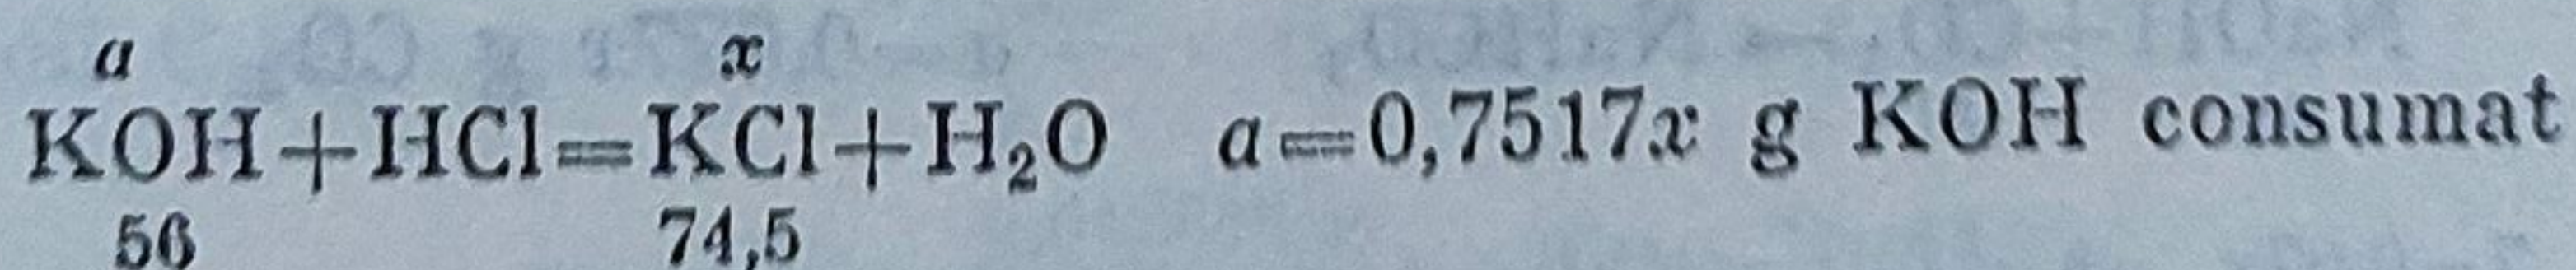 a x
KOH+HCl=KCl+H₂O a=0,7517x g KOH consumat
56 74,5